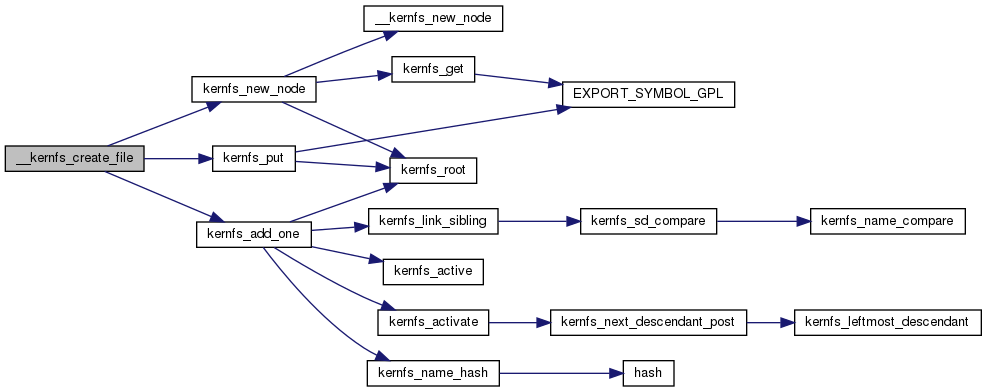 __kernfs_new_node
kernfs_get
kernfs_new_node
EXPORT_SYMBOL_GPL
__kernfs_create_file
kernfs_put
kernfs_root
kernfs_link_sibling
kernfs_sd_compare
kernfs_name_compare
kernfs_add_one
kernfs_active
kernfs_activate
kernfs_next_descendant_post
kernfs_leftmost_descendant
kernfs_name_hash
hash